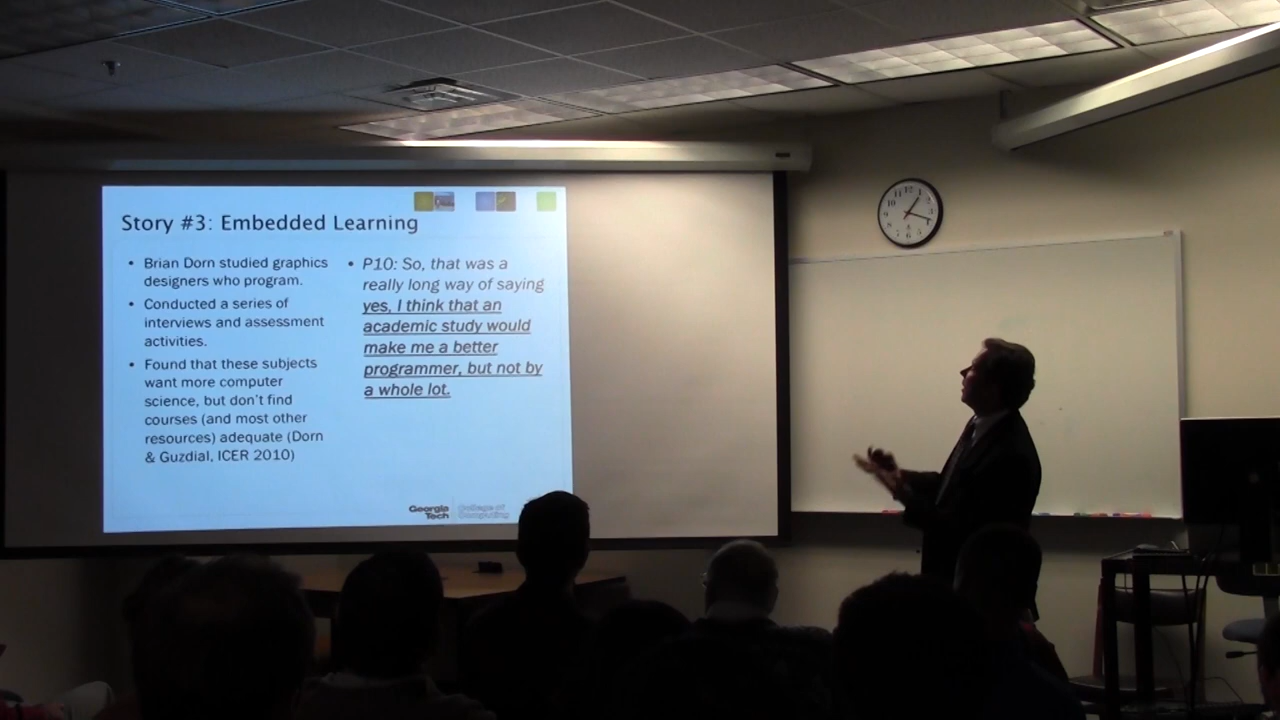 Story #3: Embedded Learning
• Brian Dorn studied graphics
designers who program.
• Conducted a series of
interviews and assessment
activities.
• Found that these subjects
want more computer
science, but don't find
courses (and most other
resources) adequate (Dorn
& Guzdial, ICER 2010)
• P10: So, that was a
really long way of saying
yes, I think that an
academic study would
make me a better
programmer, but not by
a whole lot.
Georgia
Tech
College of
Computing